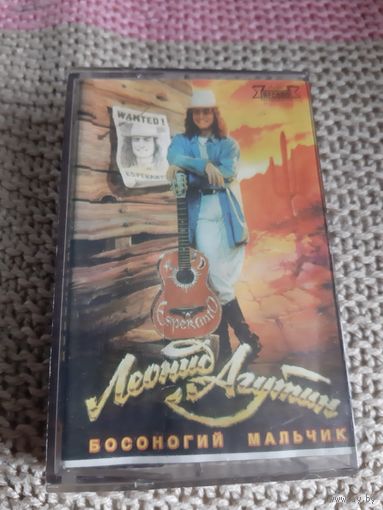 WANTED!
ESPERANTO
Esperanto
Леонид Агутин
БОСОНОГИЙ МАЛЬЧИК